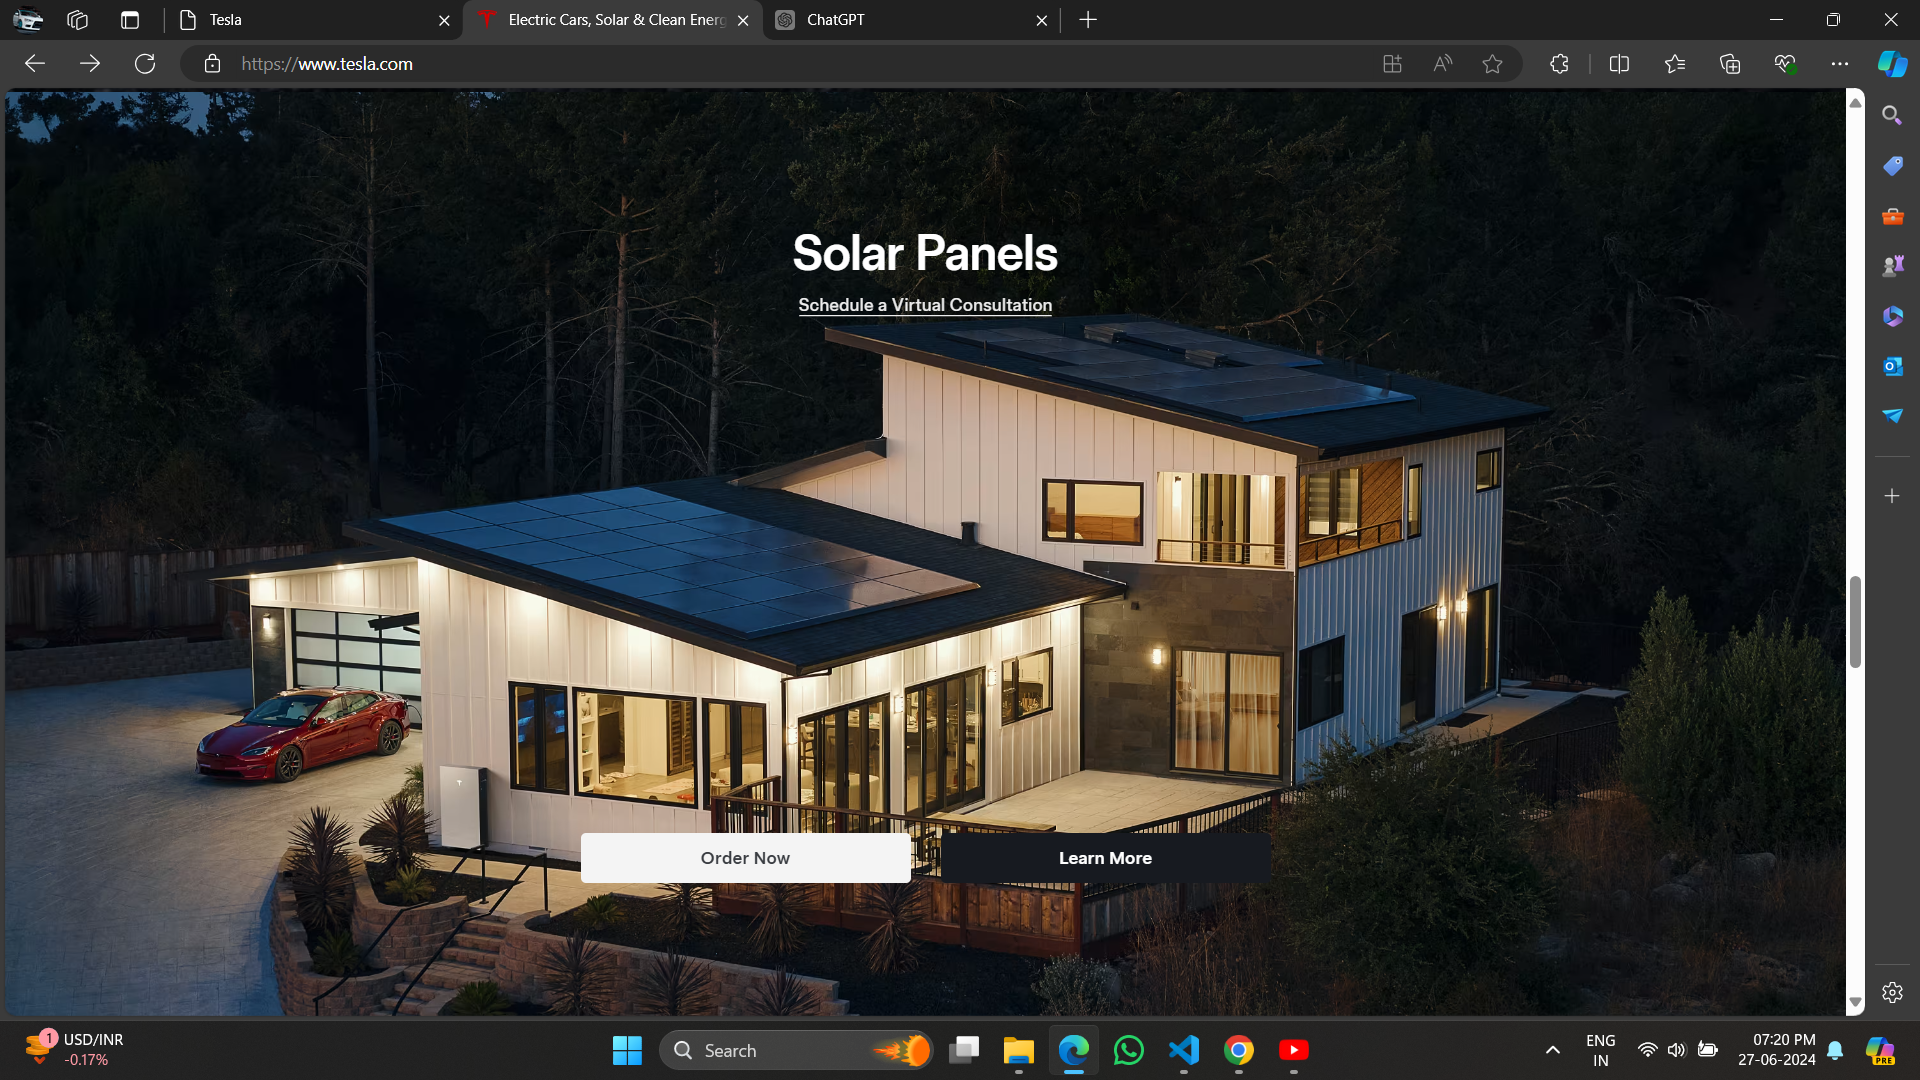 Tesla
Electric Cars, Solar & Clean Energ
ChatGPT
https://www.tesla.com
Solar Panels
Schedule a Virtual Consultation
Order Now
Learn More
1
USD/INR
-0.17%
Search
ENG
IN
07:20 PM
27-06-2024
PRE